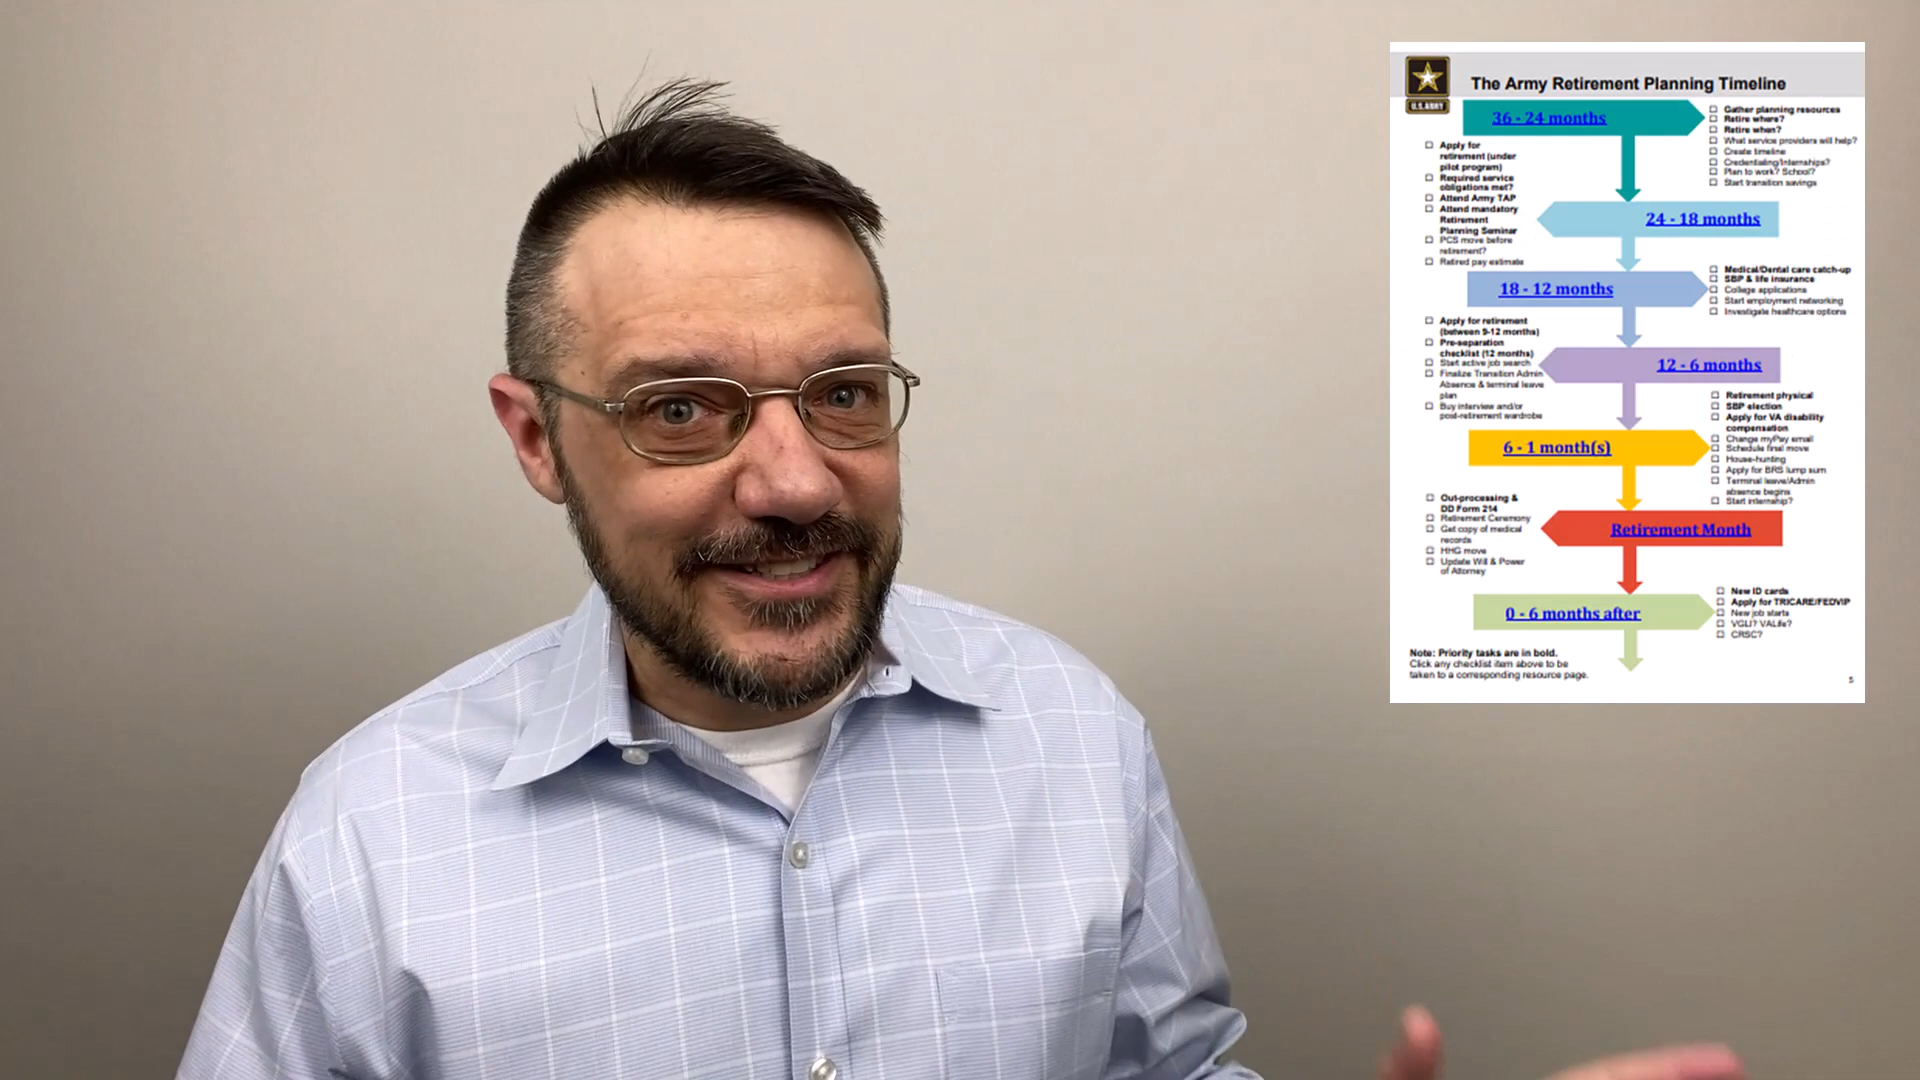 U.S. ARMY
The Army Retirement Planning Timeline
36 - 24 months
☐ Gather planning resources
☐ Retire where?
☐ Retire when?
☐ What service providers will help?
☐ Create timeline
☐ Credentialing/Internships?
☐ Plan to work? School?
☐ Start transition savings
☐ Apply for
retirement (under
pilot program)
☐ Required service
obligations met?
☐ Attend Army TAP
☐ Attend mandatory
Retirement
Planning Seminar
☐ PCS move before
retirement?
☐ Retired pay estimate
24 - 18 months
18 - 12 months
☐ Medical/Dental care catch-up
☐ SBP & life insurance
☐ College applications
☐ Start employment networking
☐ Investigate healthcare options
☐ Apply for retirement
(between 9-12 months)
☐ Pre-separation
checklist (12 months)
☐ Start active job search
☐ Finalize Transition Admin
Absence & terminal leave
plan
☐ Buy interview and/or
post-retirement wardrobe
12 - 6 months
6 - 1 month(s)
☐ Retirement physical
☐ SBP election
☐ Apply for VA disability
compensation
☐ Change myPay email
☐ Schedule final move
☐ House-hunting
☐ Apply for BRS lump sum
☐ Terminal leave/Admin
absence begins
☐ Start internship?
☐ Out-processing &
DD Form 214
☐ Retirement Ceremony
☐ Get copy of medical
records
☐ HHG move
☐ Update Will & Power
of Attorney
Retirement Month
0 - 6 months after
☐ New ID cards
☐ Apply for TRICARE/FEDVIP
☐ New job starts
☐ VGLI? VALife?
☐ CRSC?
Note: Priority tasks are in bold.
Click any checklist item above to be
taken to a corresponding resource page.
5